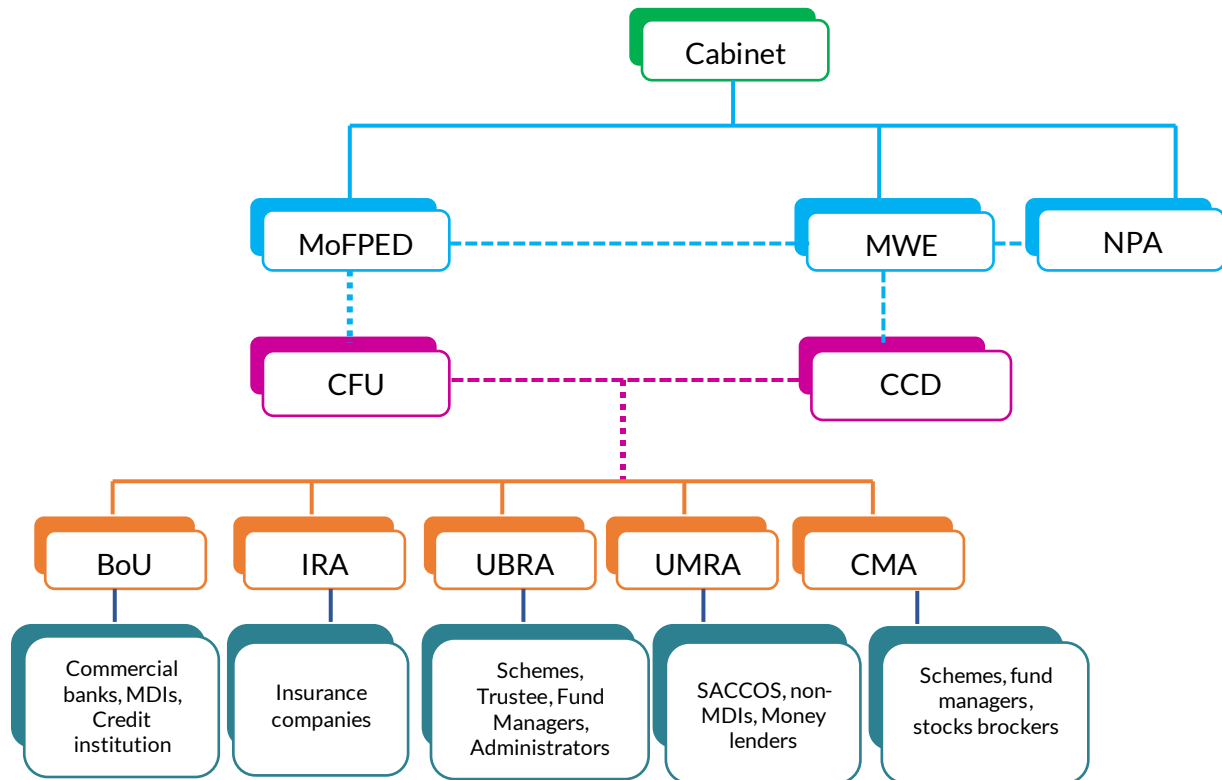 Cabinet
MoFPED
MWE
NPA
CFU
CCD
BoU
IRA
UBRA
UMRA
CMA
Commercial
banks, MDIs,
Credit
institution
Insurance
companies
Schemes,
Trustee, Fund
Managers,
Administrators
SACCOS, non-
MDIs, Money
lenders
Schemes, fund
managers,
stocks brockers